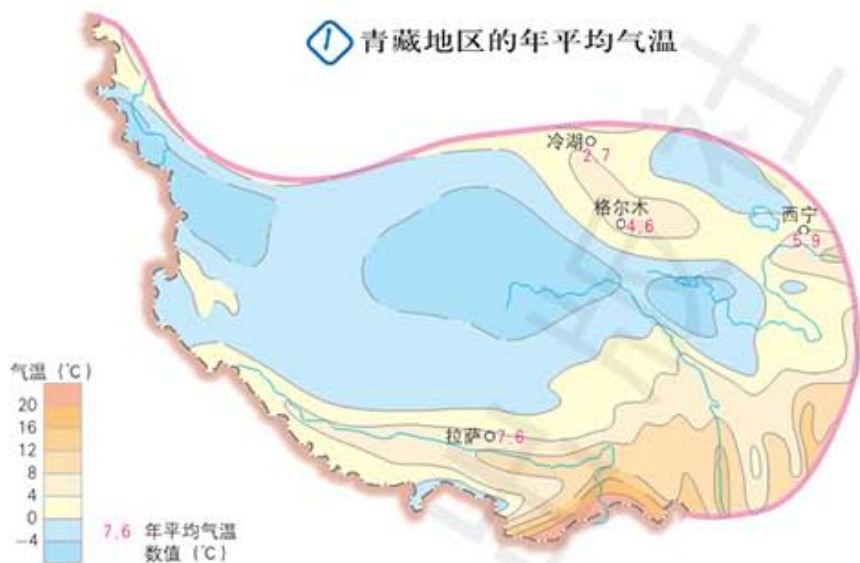 1 青藏地区的年平均气温
冷湖
2.7
格尔木
4.6
西宁
5.9
气温 (℃)
20
16
12
8
4
0
-4
拉萨 7.6
7.6 年平均气温
数值 (℃)